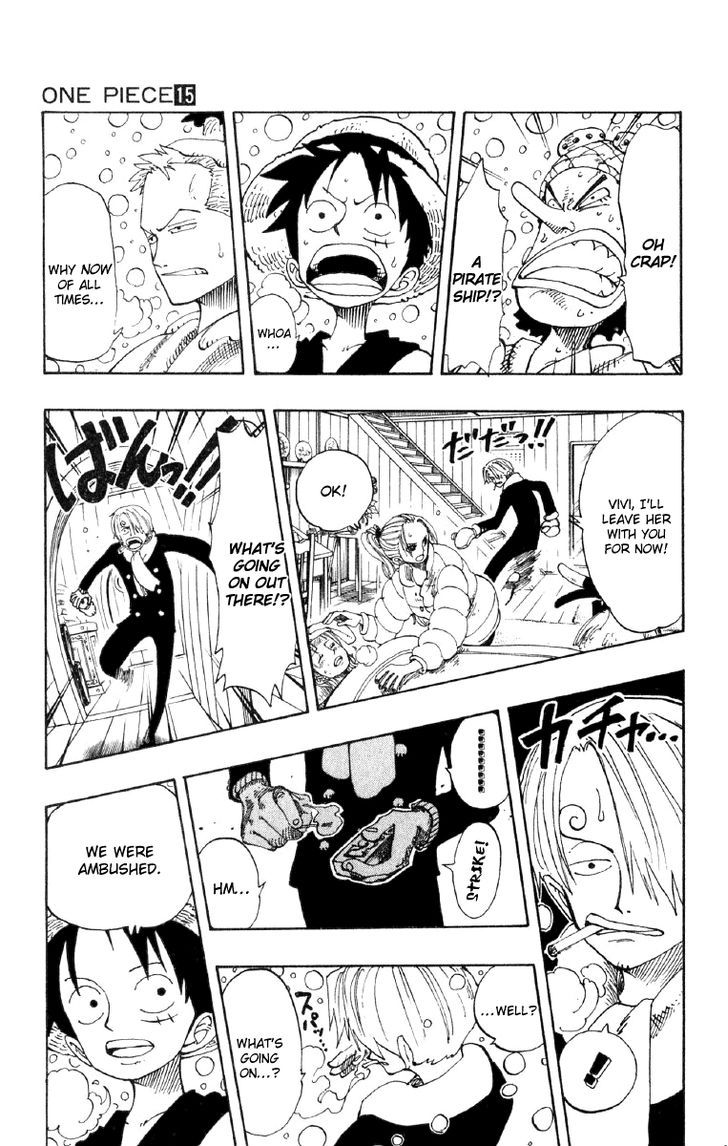 ONE PIECE 15
OH
CRAP!
A
PIRATE
SHIP!?
WHOA
...
WHY NOW
OF ALL
TIMES...
VIVI, I'LL
LEAVE HER
WITH YOU
FOR NOW!
だだっ!!
OK!
WHAT'S
GOING
ON OUT
THERE!?
ばんっ!!
カチャ...
!
..........
STRIKE!
HM...
...WELL?
スパッ...
WHAT'S
GOING
ON...?
WE WERE
AMBUSHED.